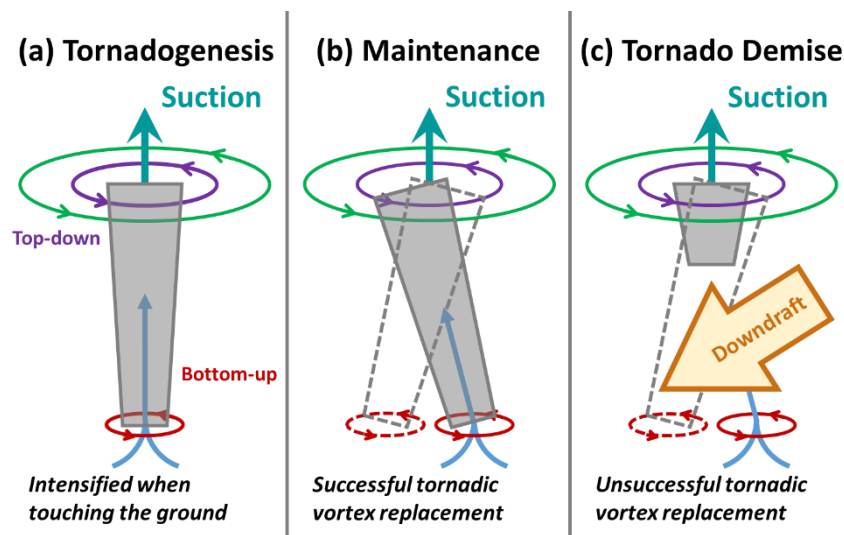 (a) Tornadogenesis
Suction
Top-down
Bottom-up
Intensified when
touching the ground
(b) Maintenance
Suction
Successful tornadic
vortex replacement
(c) Tornado Demise
Suction
Downdraft
Unsuccessful tornadic
vortex replacement